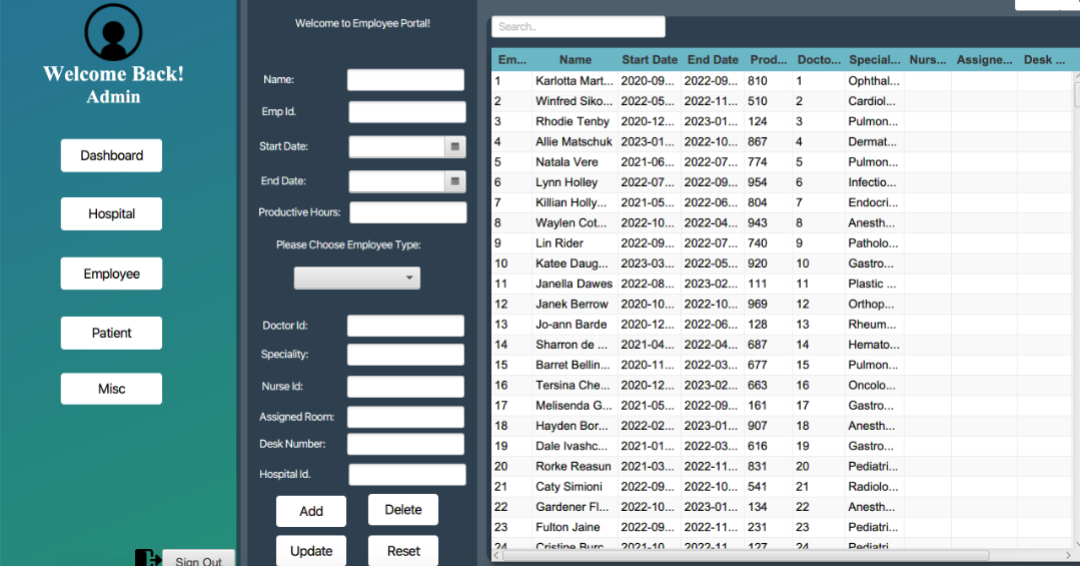 Welcome Back!
Admin
Dashboard
Hospital
Employee
Patient
Misc
Sign Out
Welcome to Employee Portal!
Name:
Emp Id.
Start Date:
End Date:
Productive Hours:
Please Choose Employee Type:
Doctor Id:
Speciality:
Nurse Id:
Assigned Room:
Desk Number:
Hospital Id.
Add Delete
Update Reset
Search..
Em... Name Start Date End Date Prod... Docto... Special... Nurs... Assigne... Desk ...
1 Karlotta Mart... 2020-09... 2022-09... 810 1 Ophthal...
2 Winfred Siko... 2022-05... 2022-11... 510 2 Cardiol...
3 Rhodie Tenby 2020-12... 2023-01... 124 3 Pulmon...
4 Allie Matschuk 2023-01... 2022-10... 867 4 Dermat...
5 Natala Vere 2021-06... 2022-07... 774 5 Pulmon...
6 Lynn Holley 2022-07... 2022-09... 954 6 Infectio...
7 Killian Holly... 2021-05... 2022-06... 804 7 Endocri...
8 Waylen Cot... 2022-10... 2022-04... 943 8 Anesth...
9 Lin Rider 2022-09... 2022-07... 740 9 Patholo...
10 Katee Daug... 2023-03... 2022-05... 920 10 Gastro...
11 Janella Dawes 2022-08... 2023-02... 111 11 Plastic ...
12 Janek Berrow 2020-10... 2022-10... 969 12 Orthop...
13 Jo-ann Barde 2020-12... 2022-06... 128 13 Rheum...
14 Sharron de ... 2021-04... 2022-04... 687 14 Hemato...
15 Barret Bellin... 2020-11... 2022-03... 677 15 Pulmon...
16 Tersina Che... 2020-12... 2023-02... 663 16 Oncolo...
17 Melisenda G... 2021-05... 2022-09... 161 17 Gastro...
18 Hayden Bor... 2022-02... 2023-01... 907 18 Anesth...
19 Dale Ivashc... 2021-01... 2022-03... 616 19 Gastro...
20 Rorke Reasun 2021-03... 2022-11... 831 20 Pediatri...
21 Caty Simioni 2022-09... 2022-10... 541 21 Radiolo...
22 Gardener Fl... 2022-10... 2023-01... 134 22 Anesth...
23 Fulton Jaine 2022-09... 2022-11... 231 23 Pediatri...
24 Cristine Burc... 2021-10... 2022-11... 127 24 Pediatri...